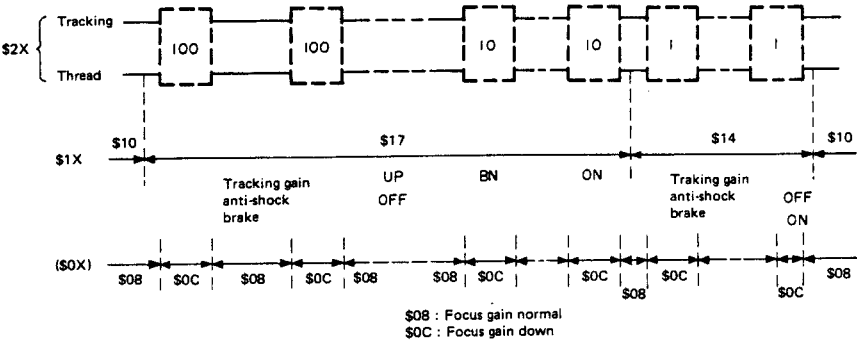 Tracking
$2X
100
100
10
10
1
1
Thread
$10
$17
$14
$10
$1X
Tracking gain
anti-shock
brake
UP
OFF
BN
ON
Traking gain
anti-shock
brake
OFF
ON
($0X)
$08
$0C
$08
$0C
$08
$08
$0C
$0C
$08
$0C
$0C
$08
$08 : Focus gain normal
$0C : Focus gain down